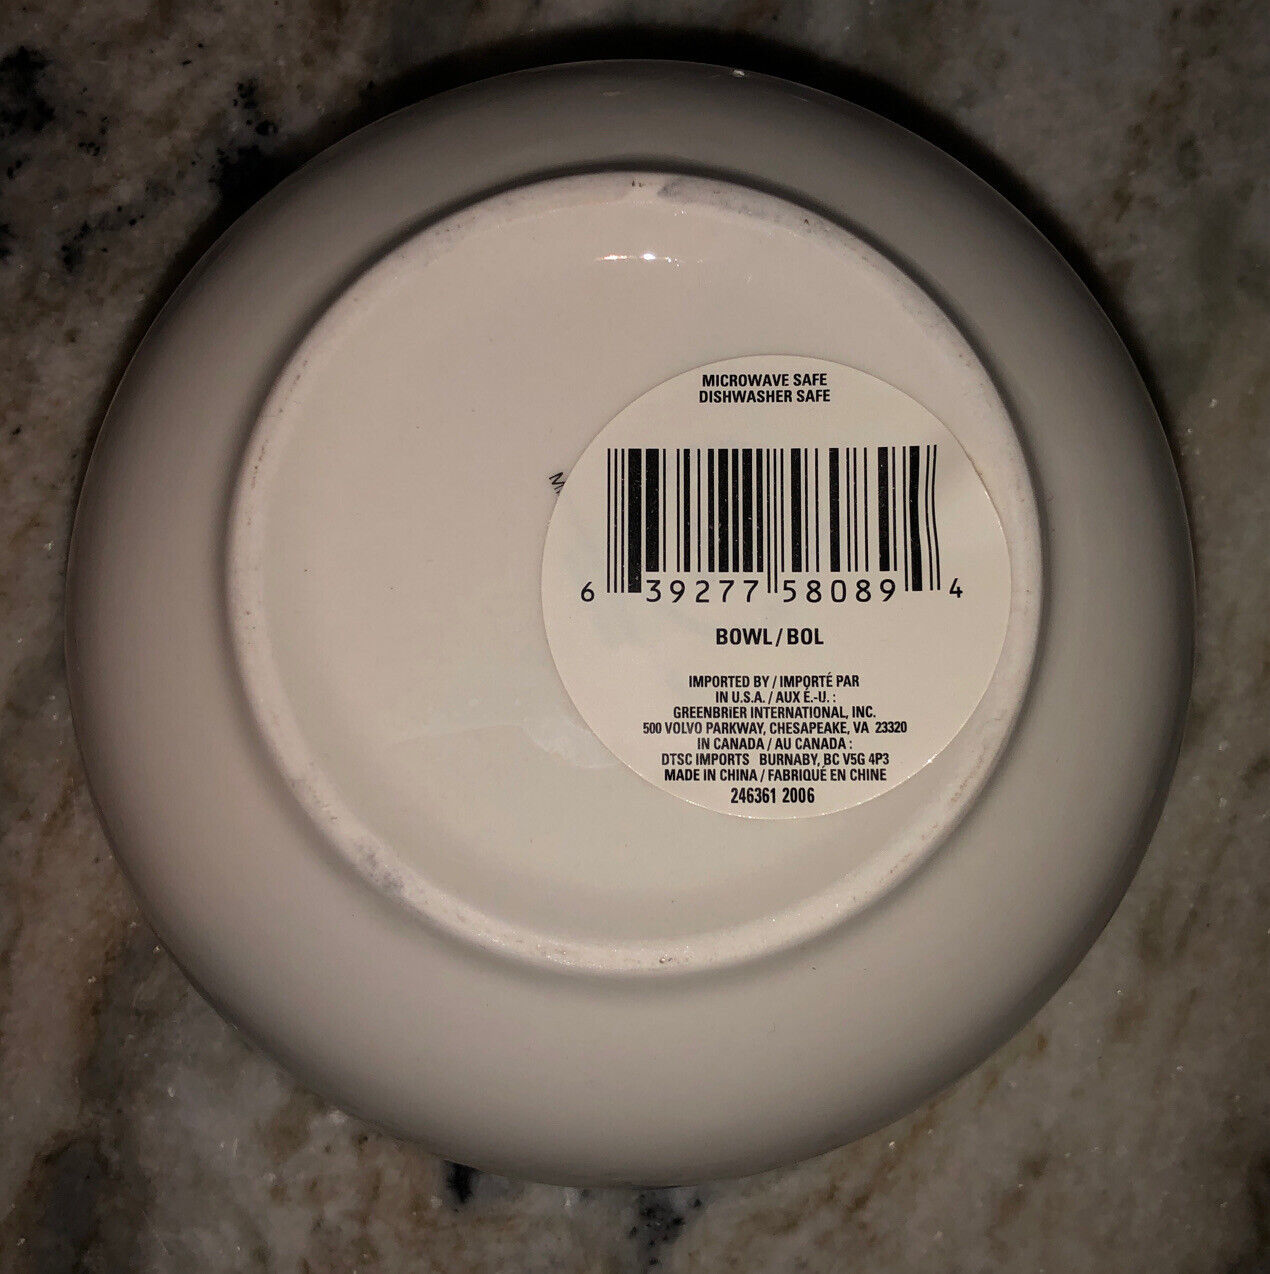 MICROWAVE SAFE
DISHWASHER SAFE
6 39277 58089 4
BOWL / BOL
IMPORTED BY / IMPORTÉ PAR
IN U.S.A. / AUX É.-U. :
GREENBRiER INTERNATIONAL, INC.
500 VOLVO PARKWAY, CHESAPEAKE, VA 23320
IN CANADA / AU CANADA :
DTSC IMPORTS BURNABY, BC V5G 4P3
MADE IN CHINA / FABRIQUÉ EN CHINE
246361 2006